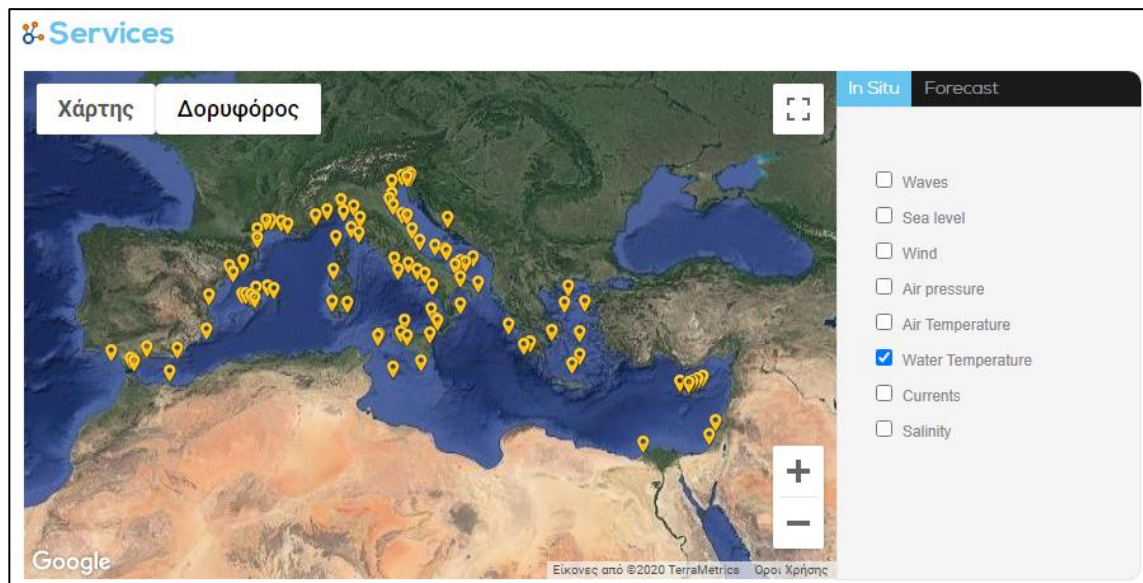 Services
Χάρτης Δορυφόρος
In Situ Forecast
Waves
Sea level
Wind
Air pressure
Air Temperature
Water Temperature
Currents
Salinity
Google
Εικόνες από ©2020 TerraMetrics Όροι Χρήσης